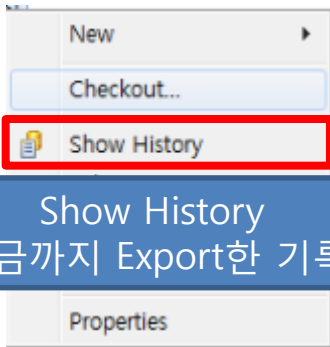 New
Checkout...
Show History
Show History
금까지 Export한 기록
Properties